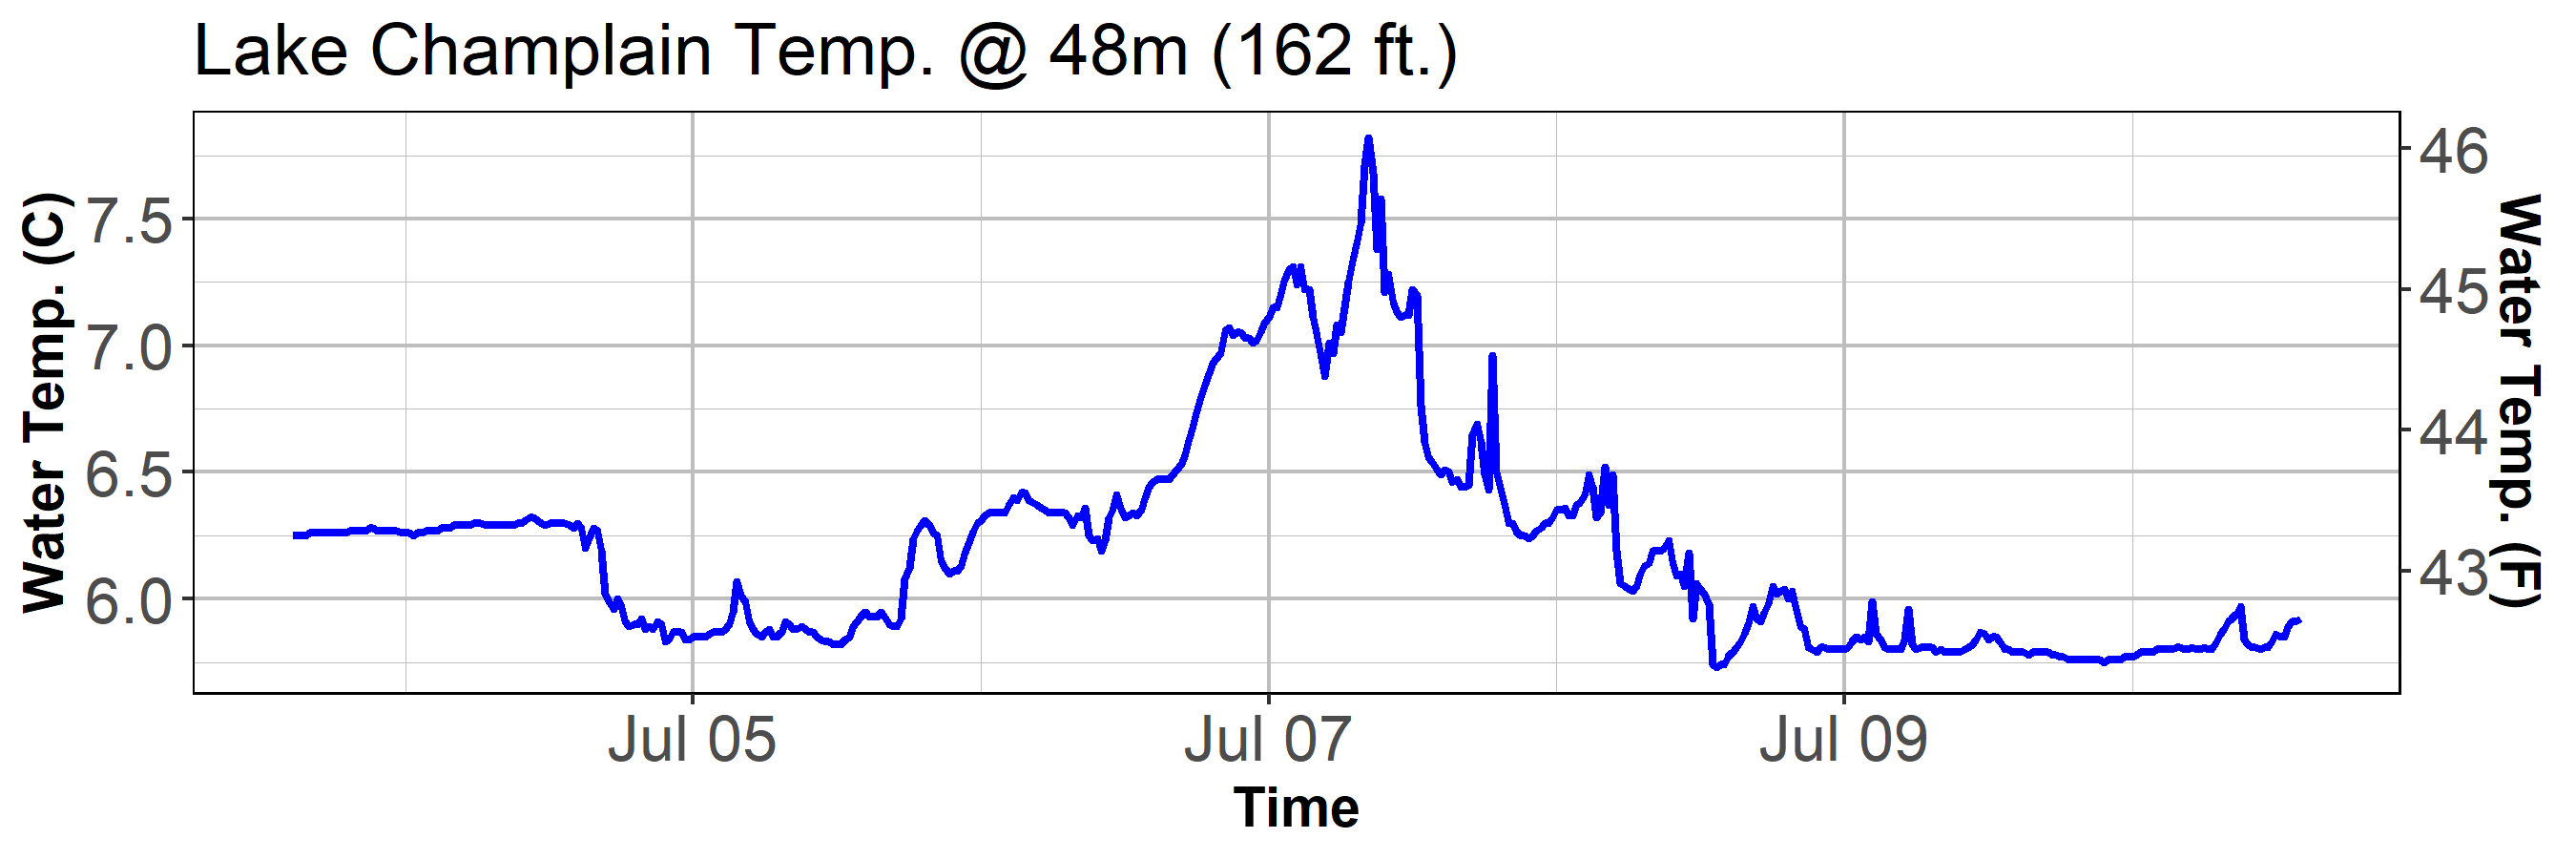 Lake Champlain Temp. @ 48m (162 ft.)
Water Temp. (C)
7.5
7.0
6.5
6.0
46
45
44
43
Water Temp. (F)
Jul 05
Jul 07
Jul 09
Time